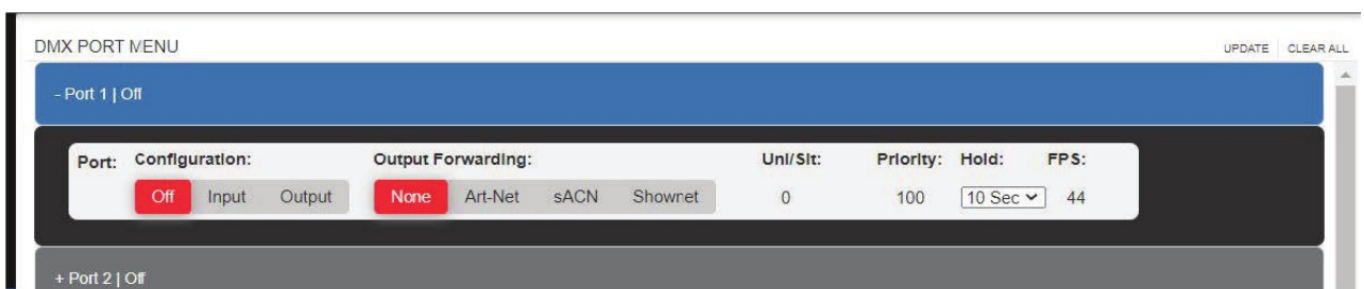 DMX PORT MENU
UPDATE CLEAR ALL
- Port 1 | Off
Port: Configuration: Output Forwarding: Uni/Slt: Priority: Hold: FPS:
Off Input Output None Art-Net sACN Shownet 0 100 10 Sec 44
+ Port 2 | Off